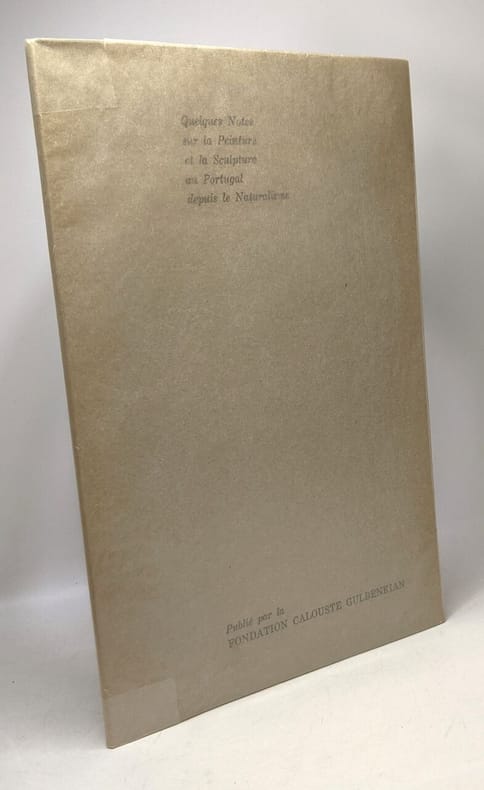 Quelques Notes
sur la Peinture
et la Sculpture
au Portugal
depuis le Naturalisme
Publié par la
FONDATION CALOUSTE GULBENKIAN